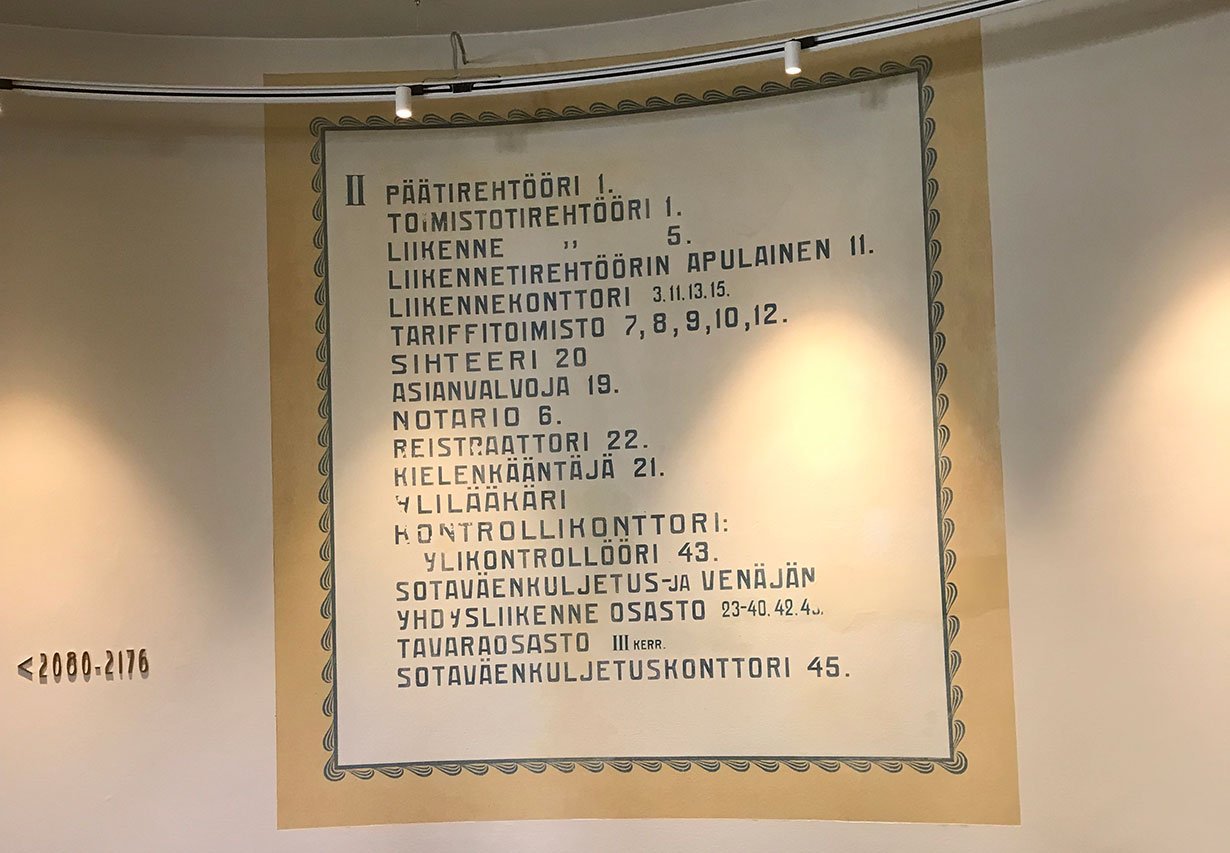 II PÄÄTIREHTÖÖRI 1.
TOIMISTOTIREHTÖÖRI 1.
LIIKENNE ,, 5.
LIIKENNETIREHTÖÖRIN APULAINEN 11.
LIIKENNEKONTTORI 3.11.13.15.
TARIFFITOIMISTO 7,8,9,10,12.
SIHTEERI 20
ASIANVALVOJA 19.
NOTARIO 6.
REISTRAATTORI 22.
KIELENKÄÄNTÄJÄ 21.
YLILÄÄKÄRI
KONTROLLIKONTTORI:
YLIKONTROLLÖÖRI 43.
SOTAVÄENKULJETUS-JA VENÄJÄN
YHDYSLIIKENNE OSASTO 23-40.42.
TAVARAOSASTO III KERR.
SOTAVÄENKULJETUSKONTTORI 45.
<2080-2176